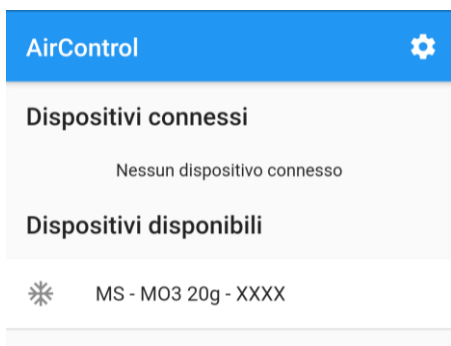 AirControl
Dispositivi connessi
Nessun dispositivo connesso
Dispositivi disponibili
MS - MO3 20g - XXXX